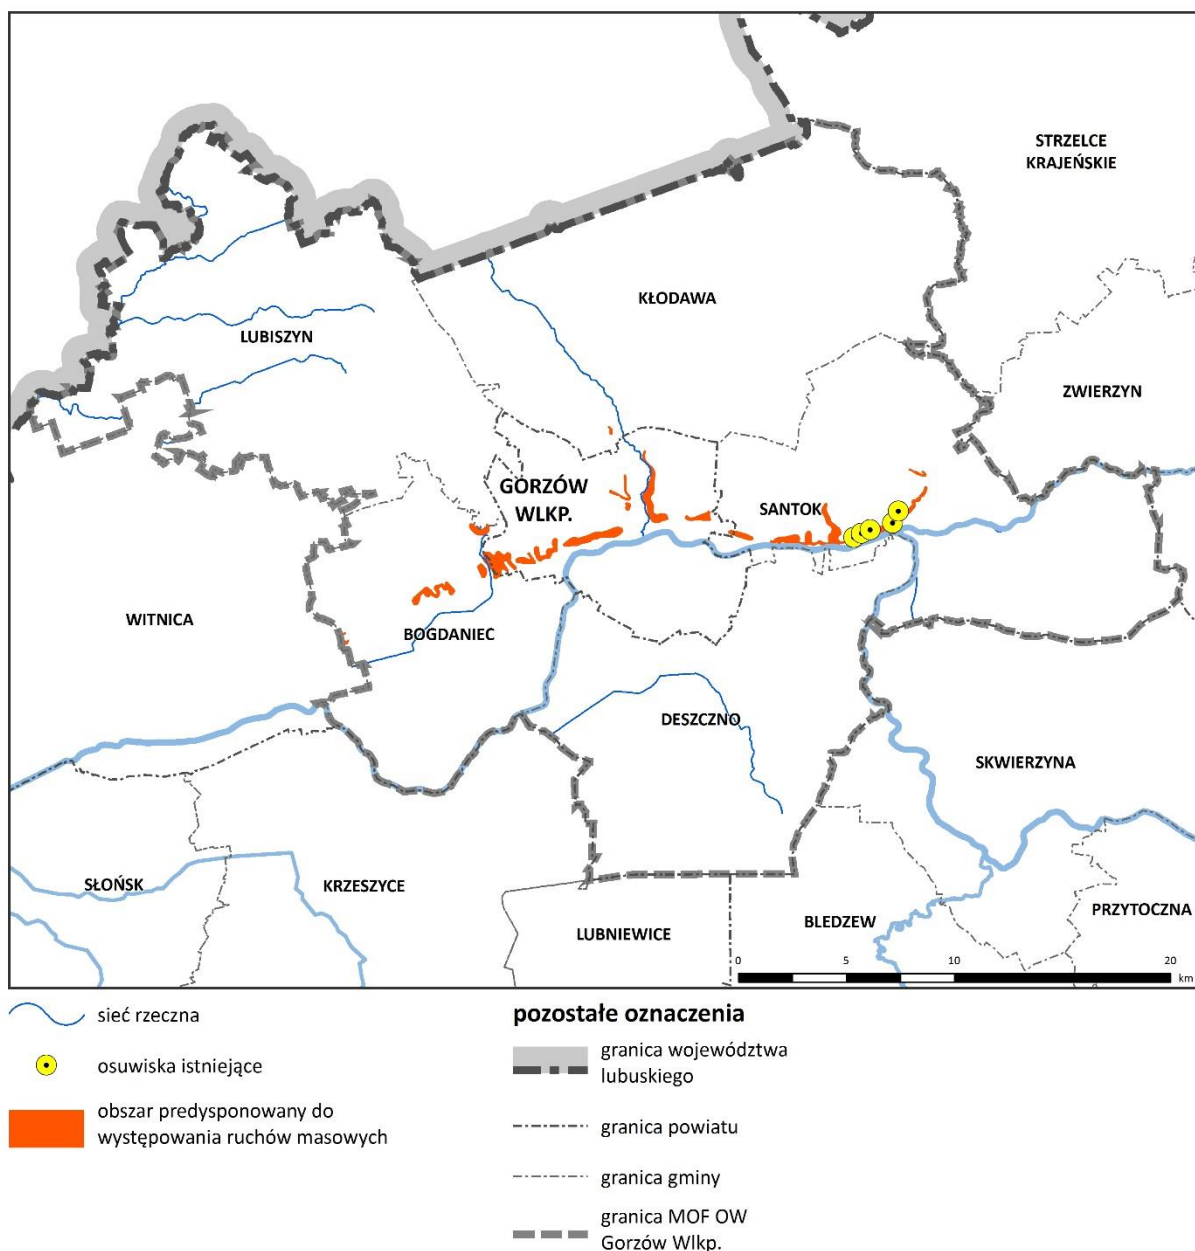 STRZELCE
KRAJEŃSKIE
KŁODAWA
LUBISZYN
ZWIERZYN
GORZÓW
WLKP.
SANTOK
WITNICA
BOGDANIEC
DESZCZNO
SKWIERZYNA
SŁOŃSK
KRZESZYCE
LUBNIEWICE
BLEDZEW
PRZYTOCZNA
0 5 10 20
km
sieć rzeczna
osuwiska istniejące
obszar predysponowany do
występowania ruchów masowych
pozostałe oznaczenia
granica województwa
lubuskiego
granica powiatu
granica gminy
granica MOF OW
Gorzów Wlkp.